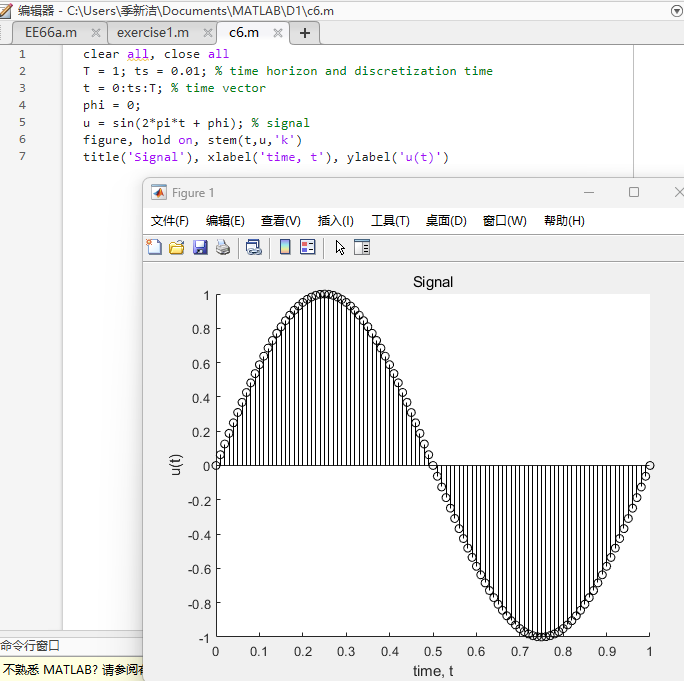 编辑器 - C:\Users\季新洁\Documents\MATLAB\D1\c6.m
EE66a.m exercise1.m c6.m
1 clear all, close all
2 T = 1; ts = 0.01; % time horizon and discretization time
3 t = 0:ts:T; % time vector
4 phi = 0;
5 u = sin(2*pi*t + phi); % signal
6 figure, hold on, stem(t,u,'k')
7 title('Signal'), xlabel('time, t'), ylabel('u(t)')
Figure 1
文件(F) 编辑(E) 查看(V) 插入(I) 工具(T) 桌面(D) 窗口(W) 帮助(H)
Signal
1
0.8
0.6
0.4
0.2
0
-0.2
-0.4
-0.6
-0.8
-1
u(t)
0 0.1 0.2 0.3 0.4 0.5 0.6 0.7 0.8 0.9 1
time, t
命令行窗口
不熟悉 MATLAB? 请参阅